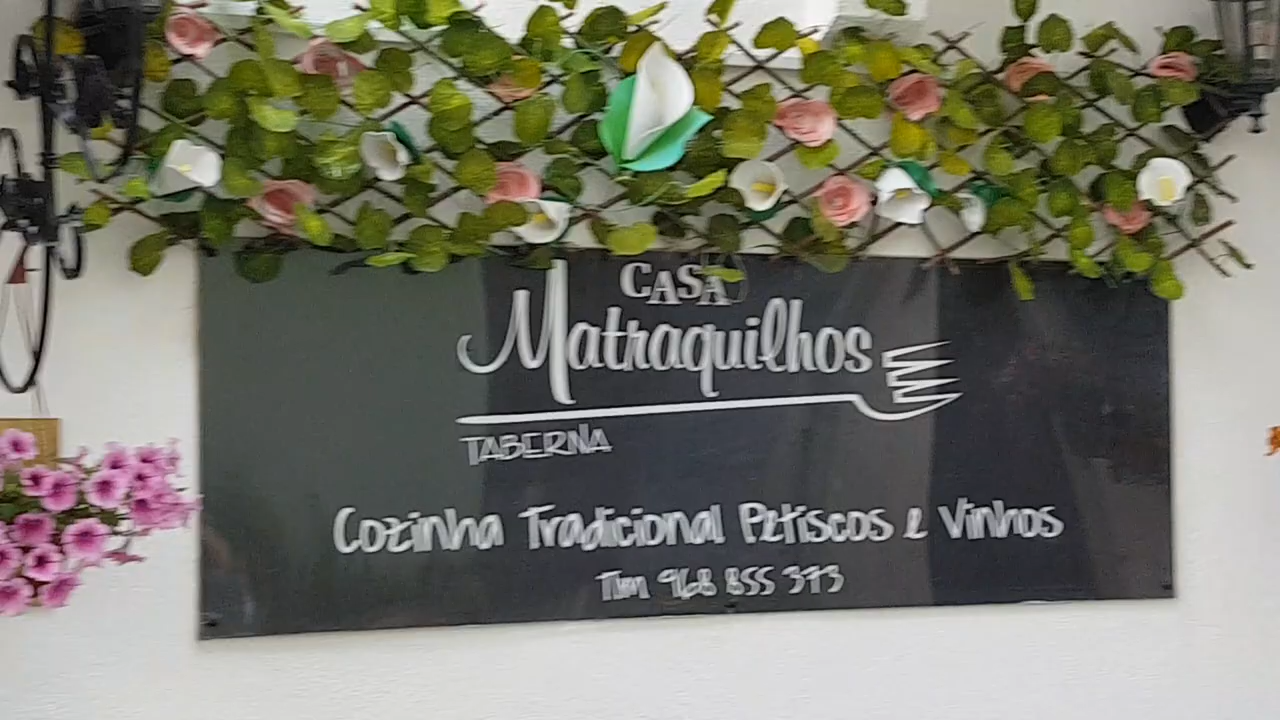 CASA
Matraquilhos
TABERNA
Cozinha Tradicional Petiscos e Vinhos
Tlm 968 855 373